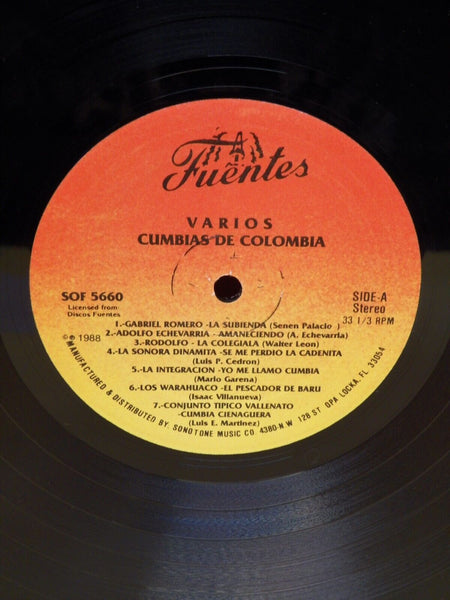 Fuentes
VARIOS
CUMBIAS DE COLOMBIA
SOF 5660
Licensed from:
Discos Fuentes
SIDE-A
Stereo
33 1/3 RPM
℗ 1988
1.-GABRIEL ROMERO -LA SUBIENDA (Senen Palacio )
2.-ADOLFO ECHEVARRIA - AMANECIENDO (A. Echevarria)
3.-RODOLFO - LA COLEGIALA (Walter Leon)
4.-LA SONORA DINAMITA -SE ME PERDIO LA CADENITA
(Luis P. Cedron)
5.-LA INTEGRACION -YO ME LLAMO CUMBIA
(Mario Garena)
6.-LOS WARAHUACO -EL PESCADOR DE BARU
(Isaac Villanueva)
7.-CONJUNTO TIPICO VALLENATO
-CUMBIA CIENAGUERA
(Luis E. Martinez)
MANUFACTURED & DISTRIBUTED BY: SONOTONE MUSIC CO. 4380-N W 128 ST OPA LOCKA, FL 33054